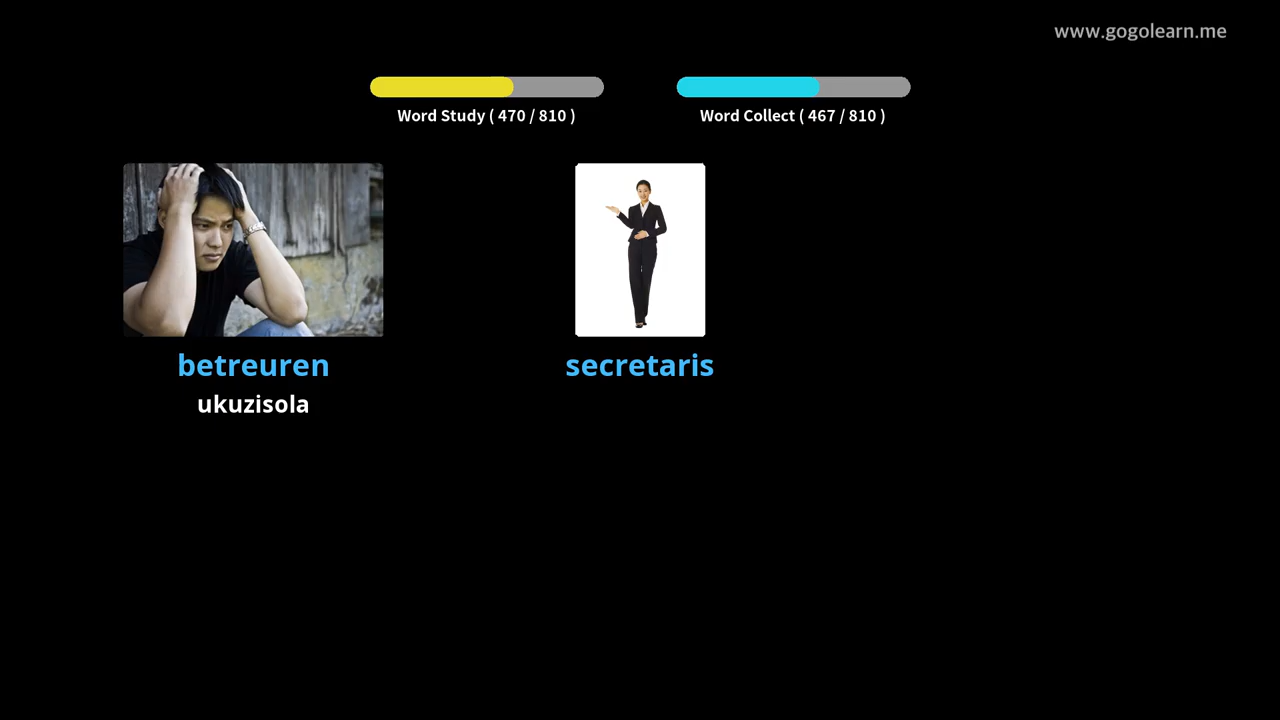 www.gogolearn.me
Word Study ( 470 / 810 )
Word Collect ( 467 / 810 )
betreuren
ukuzisola
secretaris